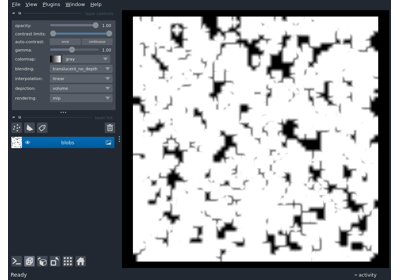 File View Plugins Window Help
opacity: 1.00
contrast limits:
auto-contrast: once continuous
gamma: 1.00
colormap: gray
blending: translucent_no_depth
interpolation: linear
depiction: volume
rendering: mip
blobs
Ready
activity